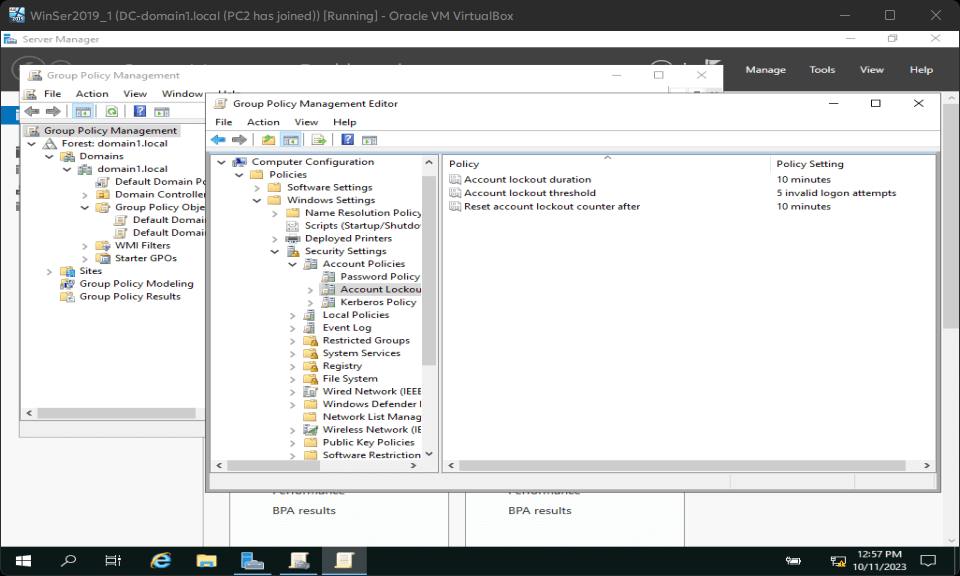 WinSer2019_1 (DC-domain1.local (PC2 has joined)) [Running] - Oracle VM VirtualBox
Server Manager
Manage Tools View Help
Group Policy Management
File Action View Window
Group Policy Management
Forest: domain1.local
Domains
domain1.local
Default Domain Po
Domain Controller
Group Policy Obje
Default Domai
Default Domai
WMI Filters
Starter GPOs
Sites
Group Policy Modeling
Group Policy Results
Group Policy Management Editor
File Action View Help
Computer Configuration
Policies
Software Settings
Windows Settings
Name Resolution Policy
Scripts (Startup/Shutdo
Deployed Printers
Security Settings
Account Policies
Password Policy
Account Lockou
Kerberos Policy
Local Policies
Event Log
Restricted Groups
System Services
Registry
File System
Wired Network (IEEE
Windows Defender
Network List Manag
Wireless Network (IE
Public Key Policies
Software Restriction
Policy Policy Setting
Account lockout duration 10 minutes
Account lockout threshold 5 invalid logon attempts
Reset account lockout counter after 10 minutes
Performance Performance
BPA results BPA results
12:57 PM
10/11/2023